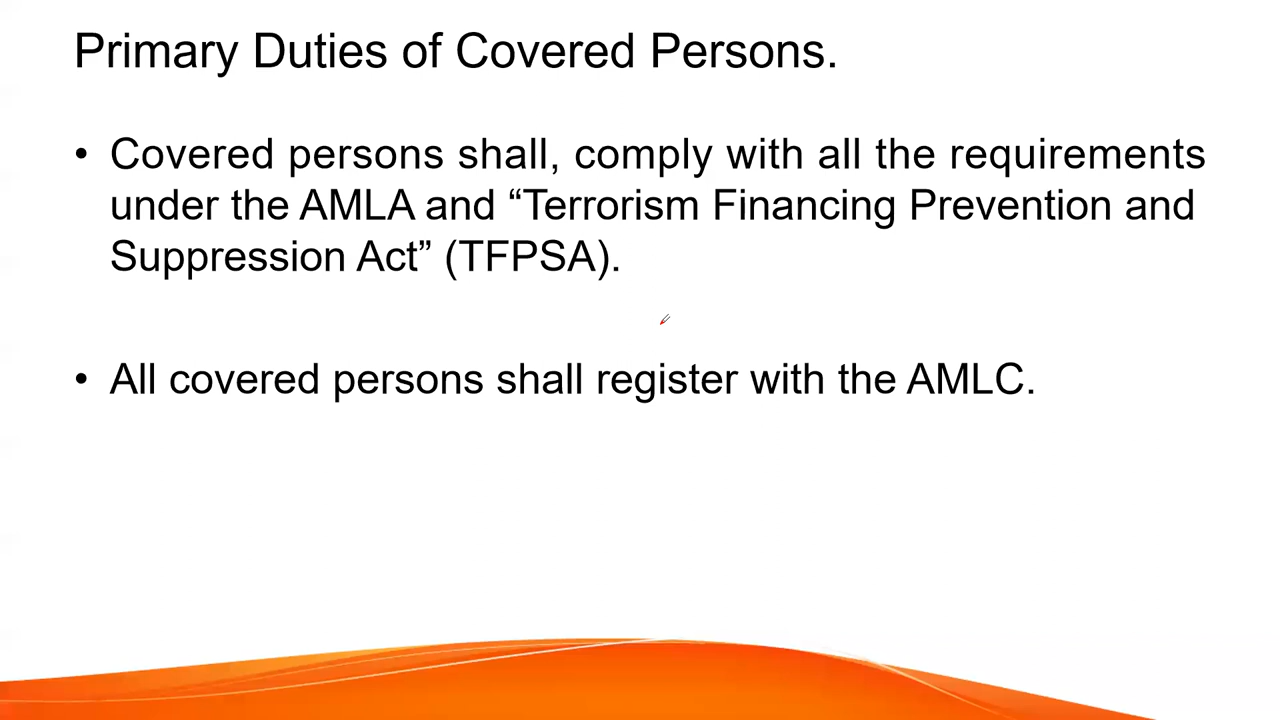 Primary Duties of Covered Persons.
• Covered persons shall, comply with all the requirements
under the AMLA and “Terrorism Financing Prevention and
Suppression Act” (TFPSA).
• All covered persons shall register with the AMLC.